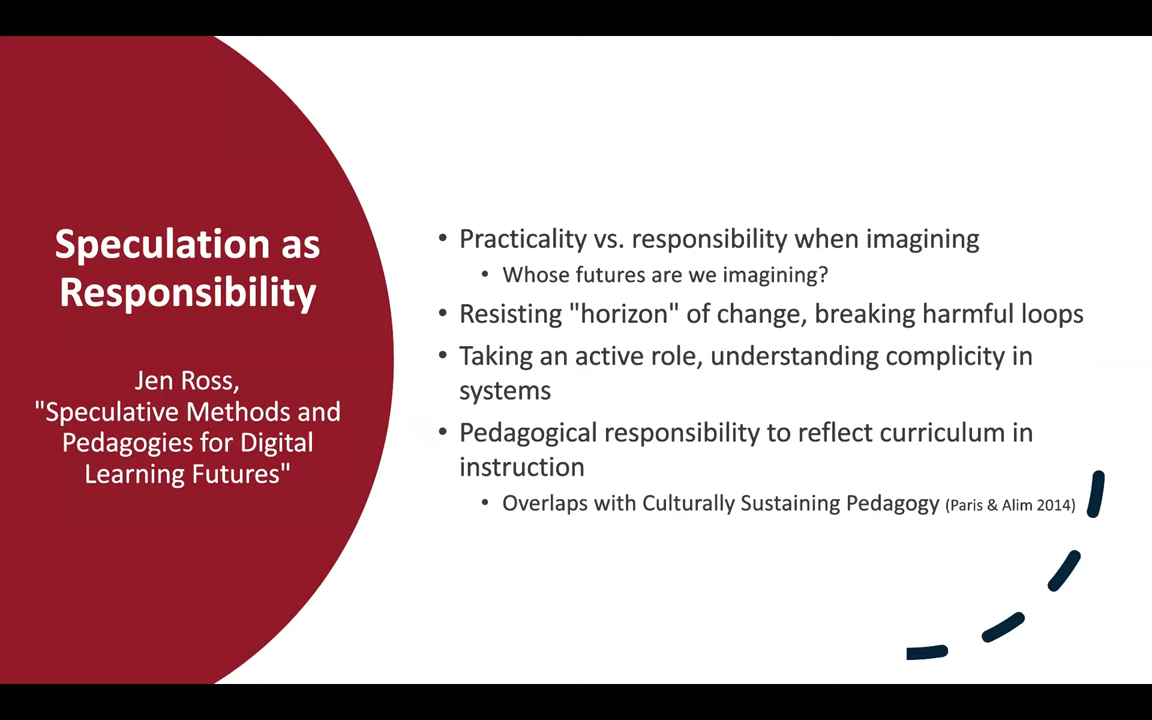 Speculation as
Responsibility
Jen Ross,
"Speculative Methods and
Pedagogies for Digital
Learning Futures"
• Practicality vs. responsibility when imagining
• Whose futures are we imagining?
• Resisting "horizon" of change, breaking harmful loops
• Taking an active role, understanding complicity in
systems
• Pedagogical responsibility to reflect curriculum in
instruction
• Overlaps with Culturally Sustaining Pedagogy (Paris & Alim 2014)